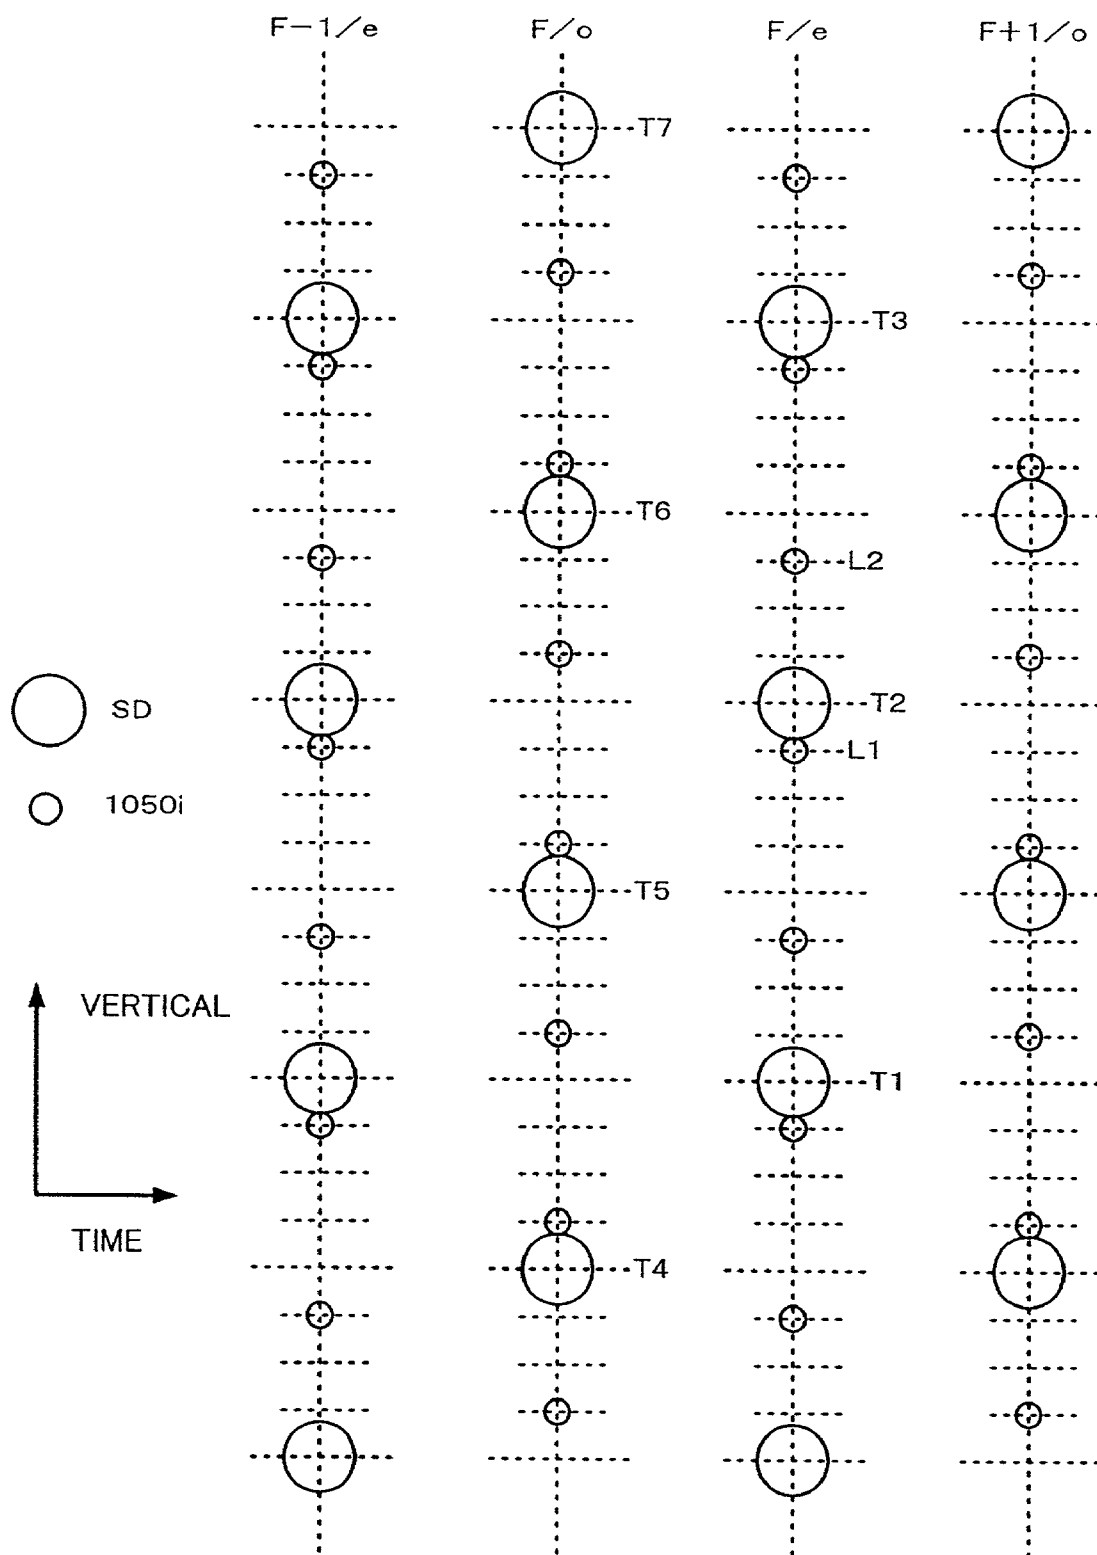 F-1/e F/o F/e F+1/o
T7
T3
T6
L2
SD
T2
L1
1050i
T5
VERTICAL
T1
TIME
T4